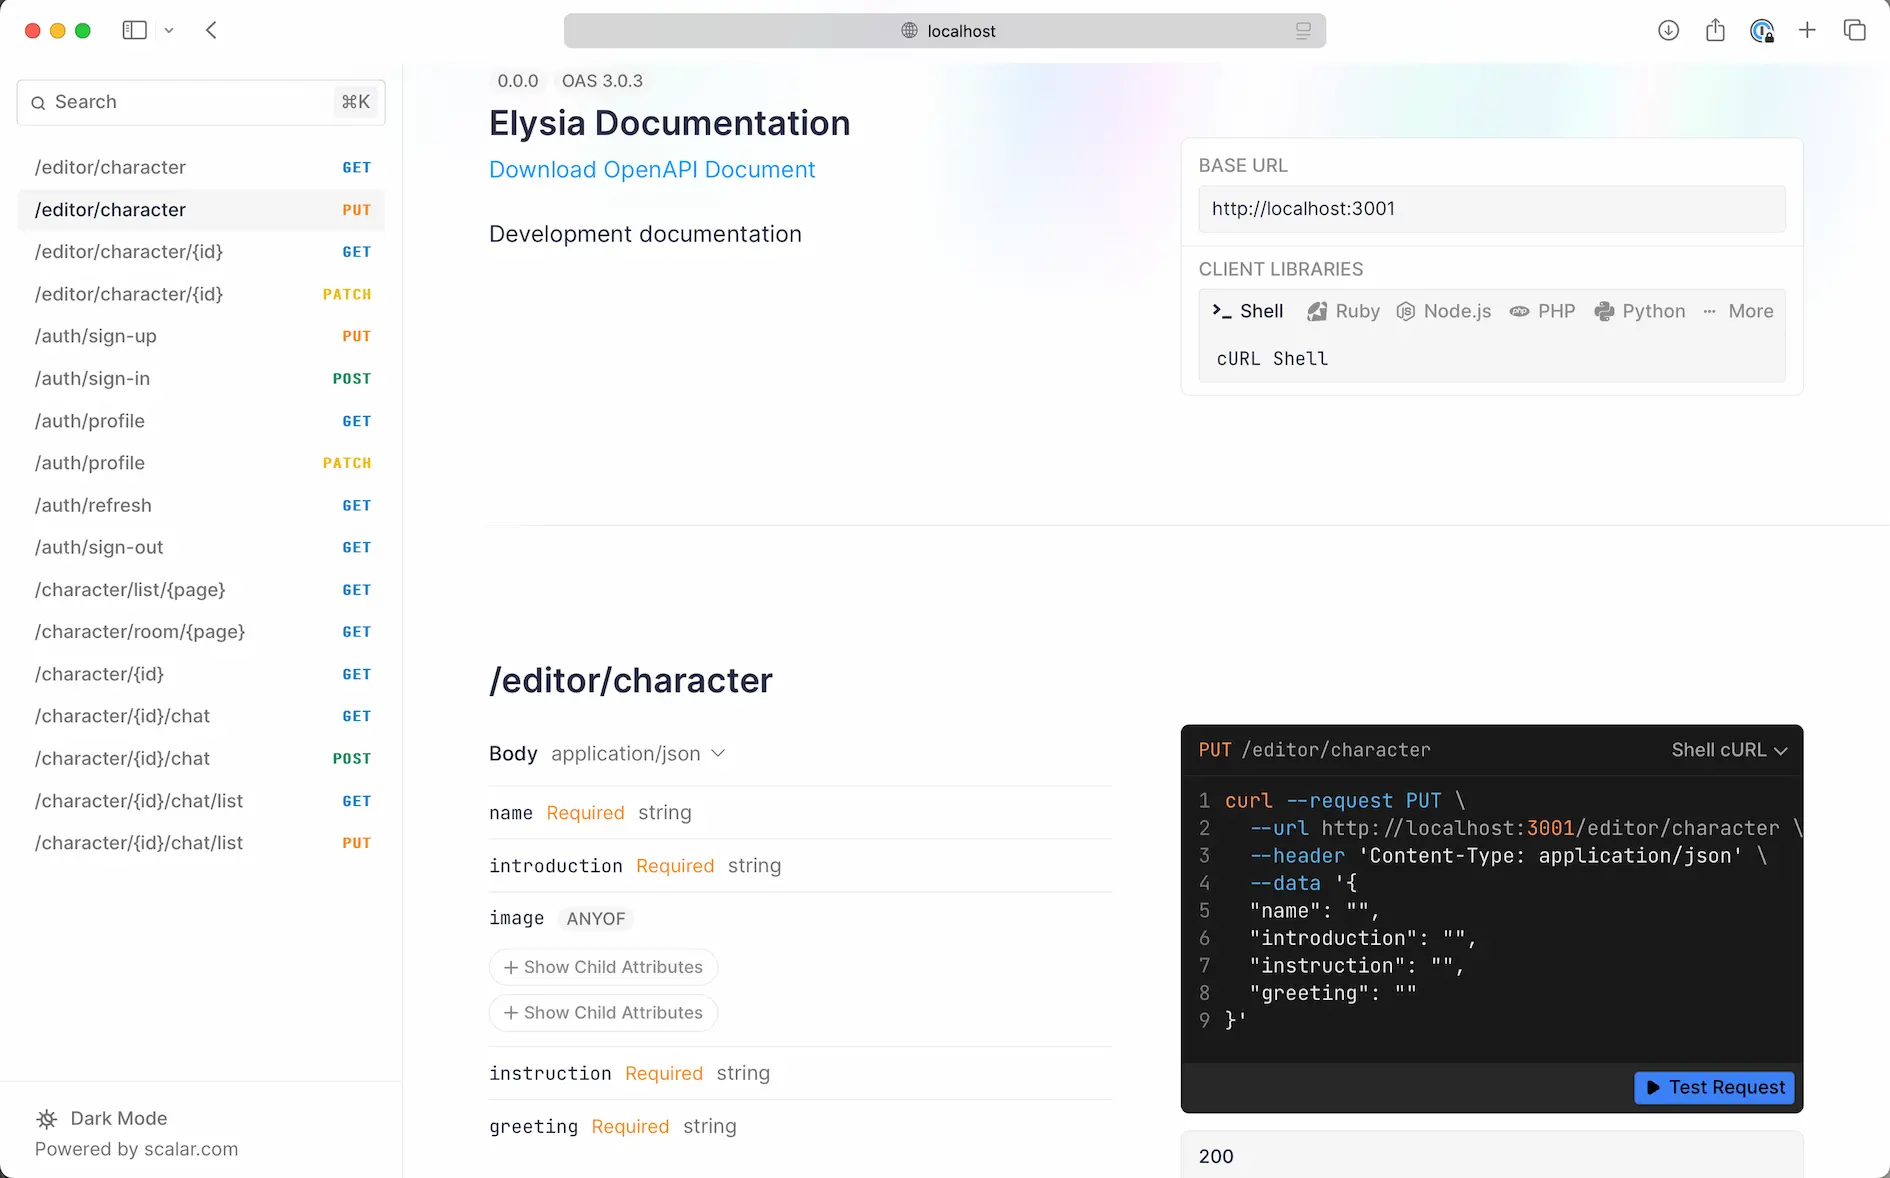 localhost
Search ⌘K
/editor/character GET
/editor/character PUT
/editor/character/{id} GET
/editor/character/{id} PATCH
/auth/sign-up PUT
/auth/sign-in POST
/auth/profile GET
/auth/profile PATCH
/auth/refresh GET
/auth/sign-out GET
/character/list/{page} GET
/character/room/{page} GET
/character/{id} GET
/character/{id}/chat GET
/character/{id}/chat POST
/character/{id}/chat/list GET
/character/{id}/chat/list PUT
Dark Mode
Powered by scalar.com
0.0.0 OAS 3.0.3
Elysia Documentation
Download OpenAPI Document
Development documentation
BASE URL
http://localhost:3001
CLIENT LIBRARIES
Shell Ruby Node.js PHP Python More
cURL Shell
/editor/character
Body application/json
name Required string
introduction Required string
image ANYOF
+ Show Child Attributes
+ Show Child Attributes
instruction Required string
greeting Required string
PUT /editor/character Shell cURL
1 curl --request PUT \
2 --url http://localhost:3001/editor/character \
3 --header 'Content-Type: application/json' \
4 --data '{
5 "name": "",
6 "introduction": "",
7 "instruction": "",
8 "greeting": ""
9 }'
Test Request
200